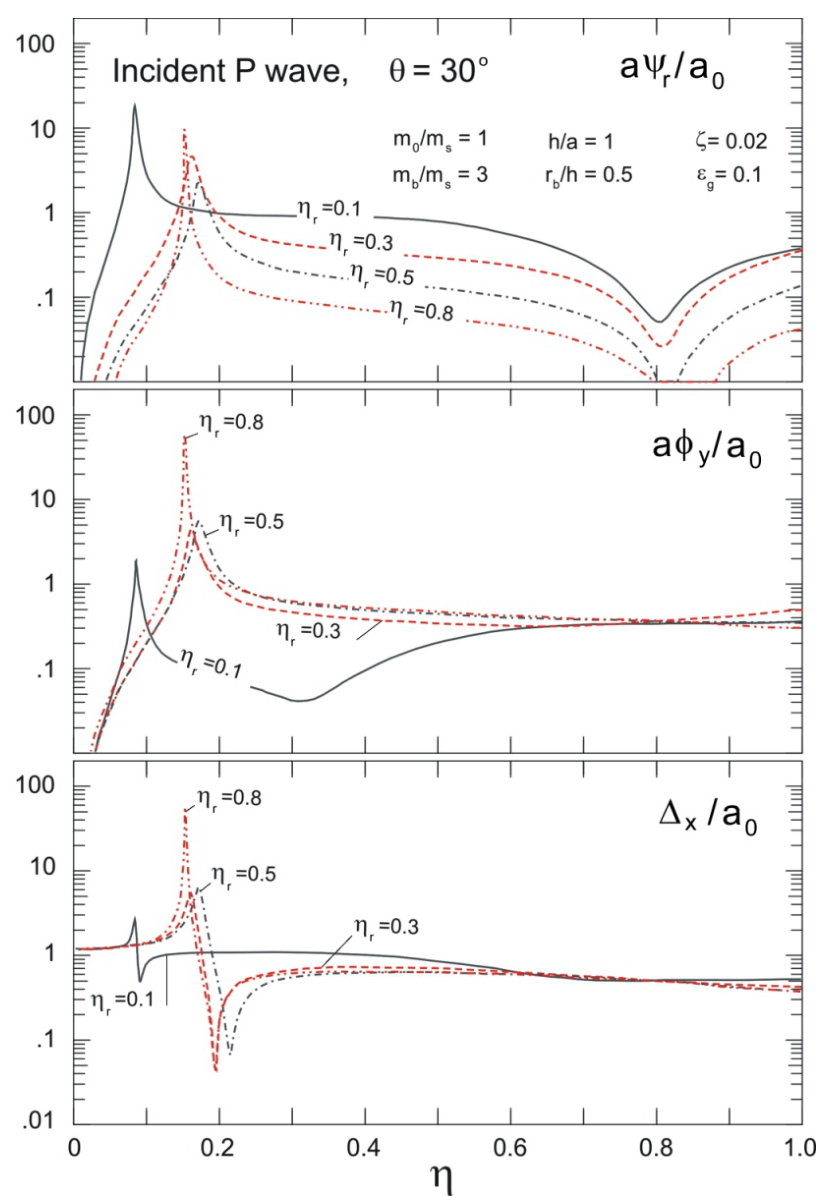 Incident P wave, θ = 30° aψr/a0
m0/ms = 1 h/a = 1 ζ= 0.02
mb/ms = 3 rb/h = 0.5 εg= 0.1
100
10
1
.1
ηr=0.1
ηr=0.3
ηr=0.5
ηr=0.8
aϕy/a0
100
10
1
.1
ηr=0.8
ηr=0.5
ηr=0.3
ηr=0.1
Δx/a0
100
10
1
.1
.01
ηr=0.8
ηr=0.5
ηr=0.3
ηr=0.1
0 0.2 0.4 0.6 0.8 1.0
η